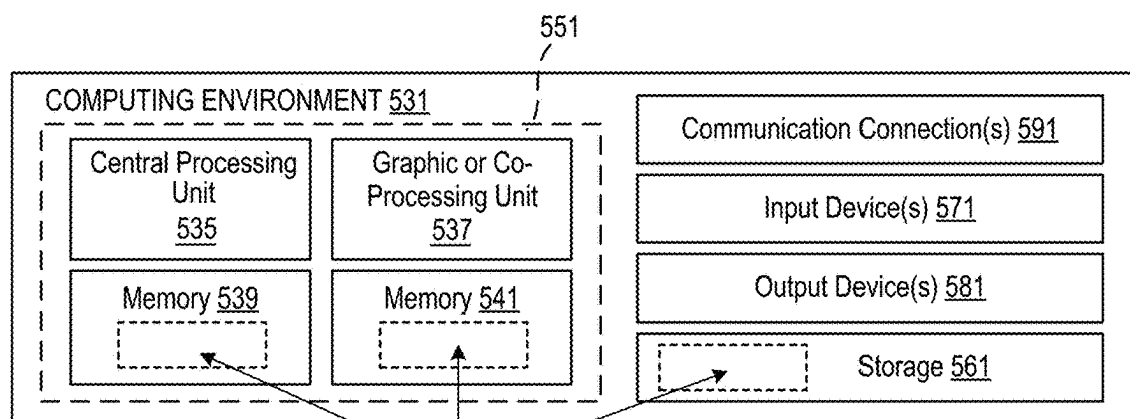 551
COMPUTING ENVIRONMENT 531
Central Processing
Unit
535
Graphic or Co-
Processing Unit
537
Memory 539
Memory 541
Communication Connection(s) 591
Input Device(s) 571
Output Device(s) 581
Storage 561